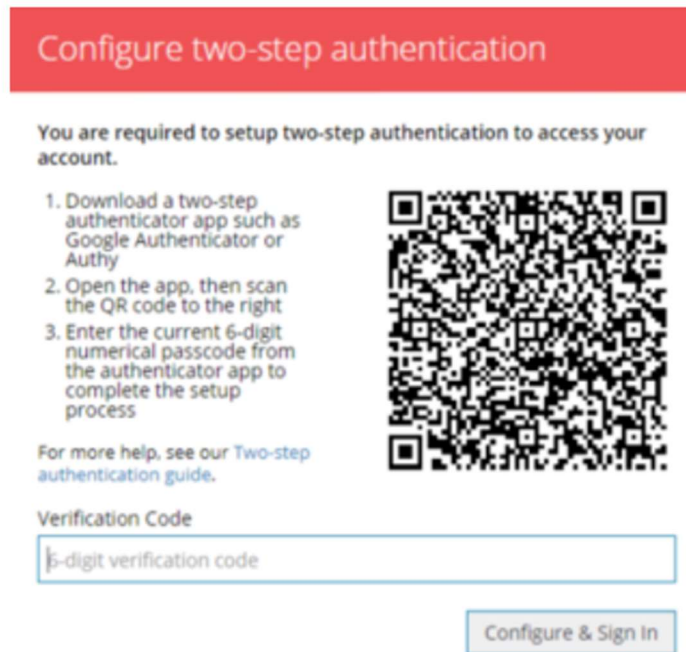 Configure two-step authentication
You are required to setup two-step authentication to access your
account.
1. Download a two-step
authenticator app such as
Google Authenticator or
Authy
2. Open the app, then scan
the QR code to the right
3. Enter the current 6-digit
numerical passcode from
the authenticator app to
complete the setup
process
For more help, see our Two-step
authentication guide.
Verification Code
6-digit verification code
Configure & Sign In